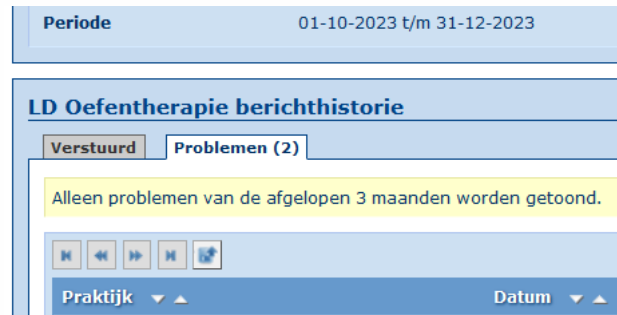 Periode 01-10-2023 t/m 31-12-2023
LD Oefentherapie berichthistorie
Verstuurd Problemen (2)
Alleen problemen van de afgelopen 3 maanden worden getoond.
Praktijk Datum